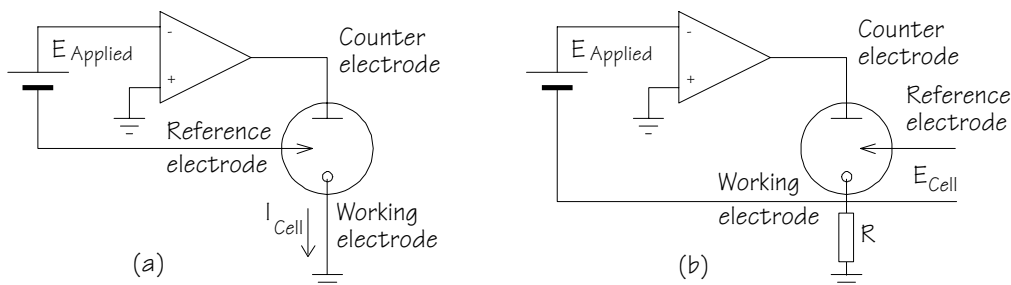 E Applied
-
+
Counter
electrode
Reference
electrode
I Cell
Working
electrode
(a)
E Applied
-
+
Counter
electrode
Reference
electrode
E Cell
Working
electrode
R
(b)